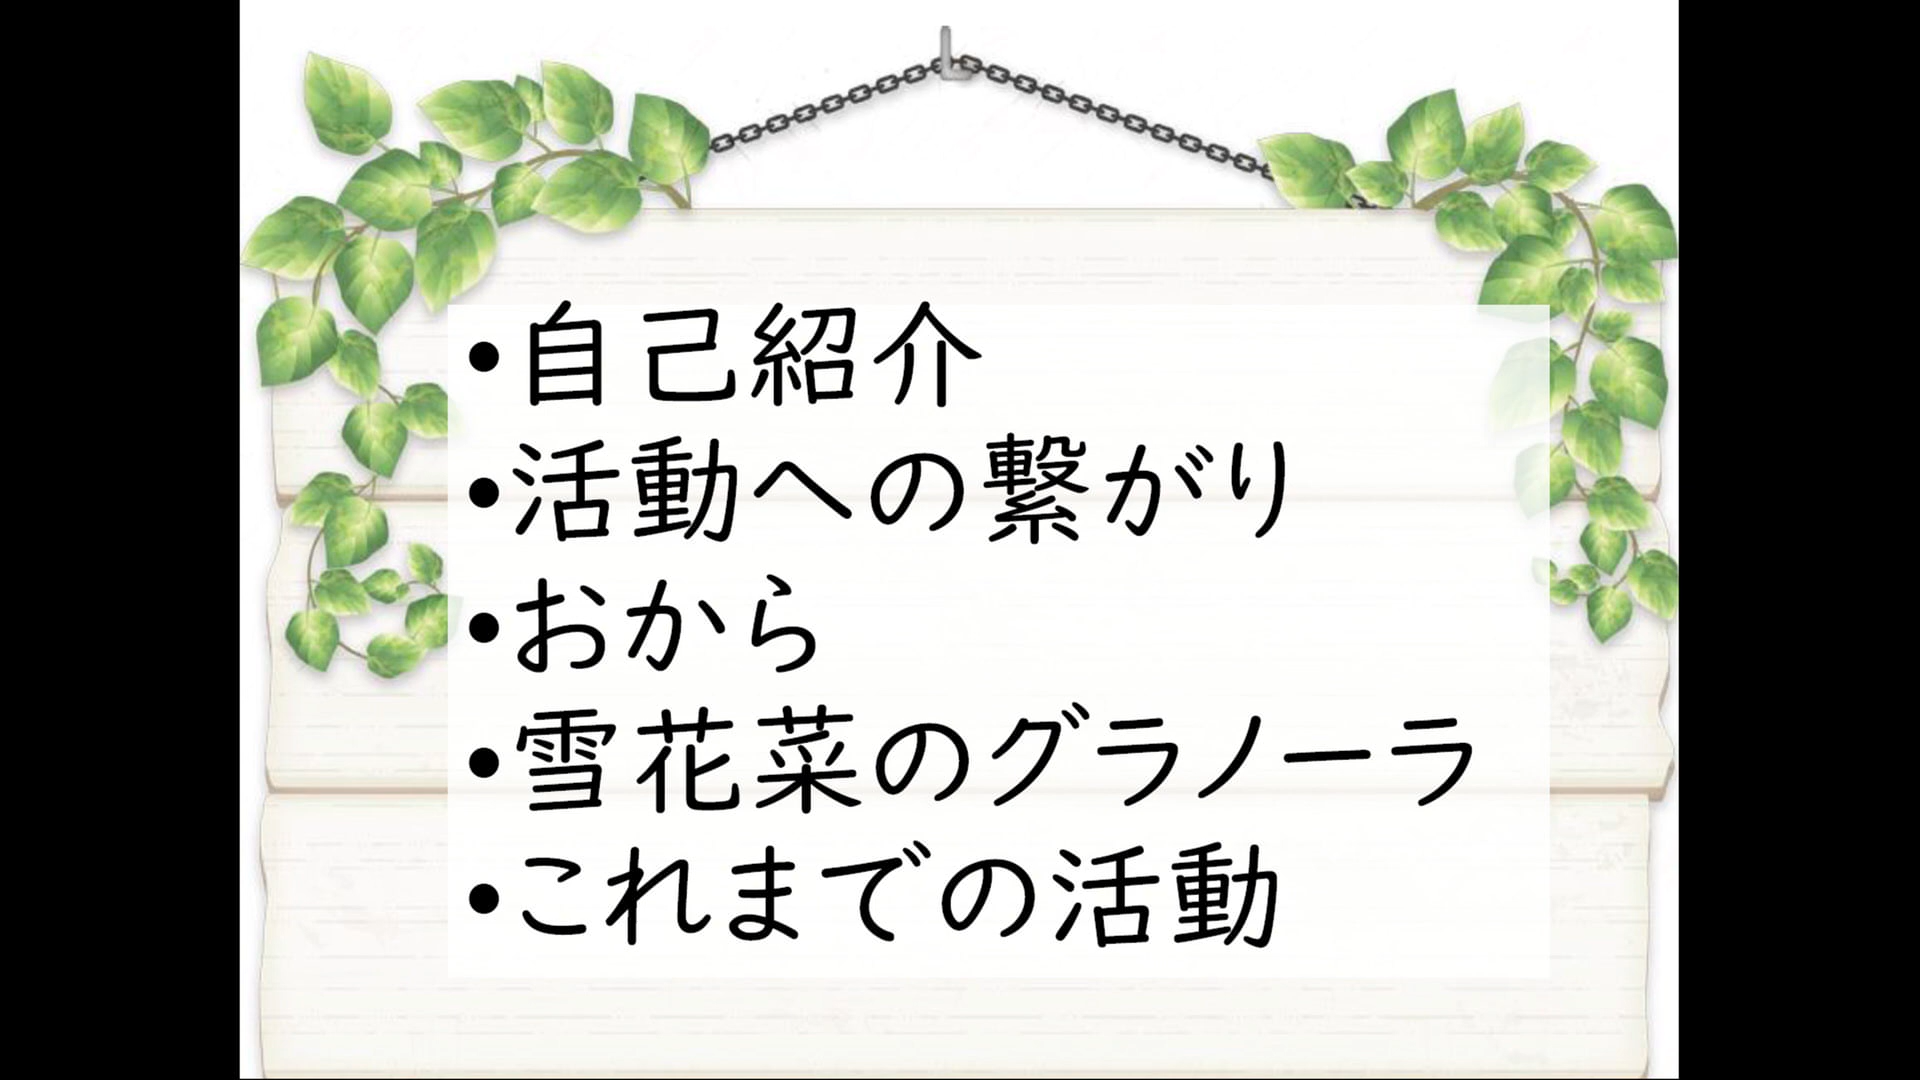 •自己紹介
•活動への繋がり
•おから
•雪花菜のグラノーラ
•これまでの活動